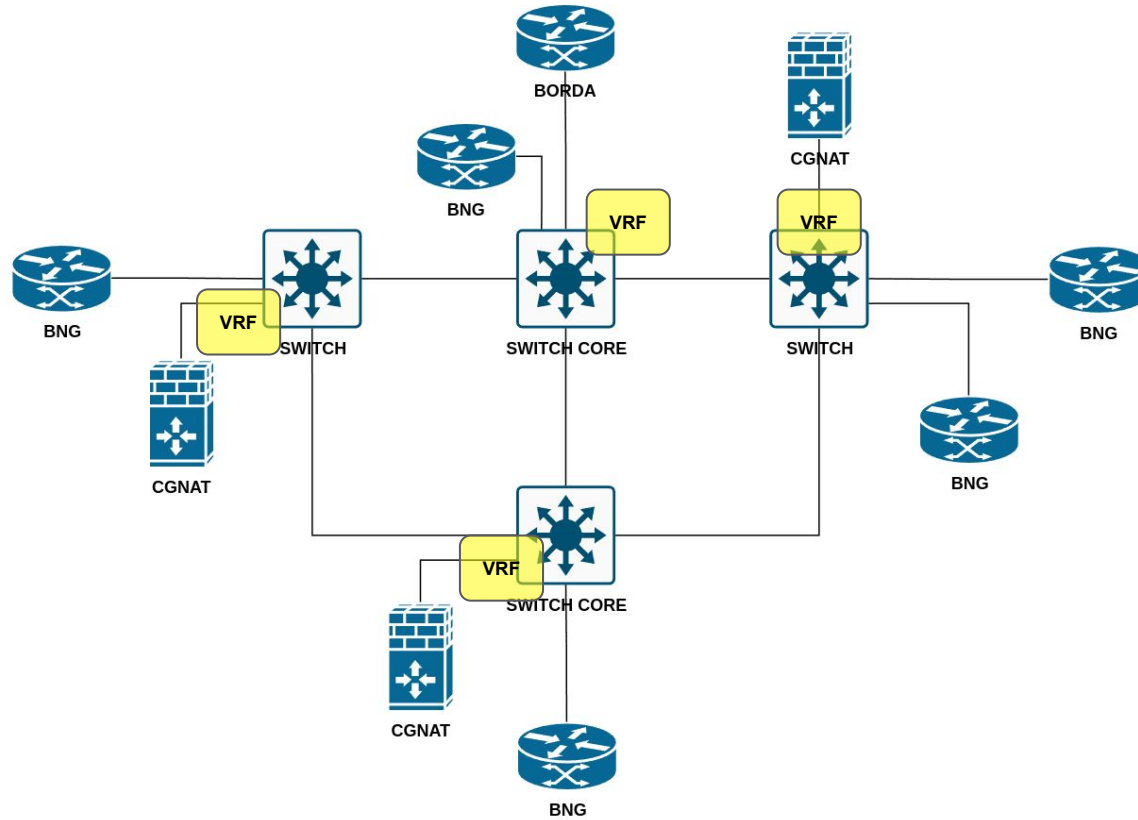 BORDA
CGNAT
BNG
VRF
VRF
BNG
VRF
SWITCH
SWITCH CORE
SWITCH
BNG
CGNAT
BNG
VRF
SWITCH CORE
CGNAT
BNG